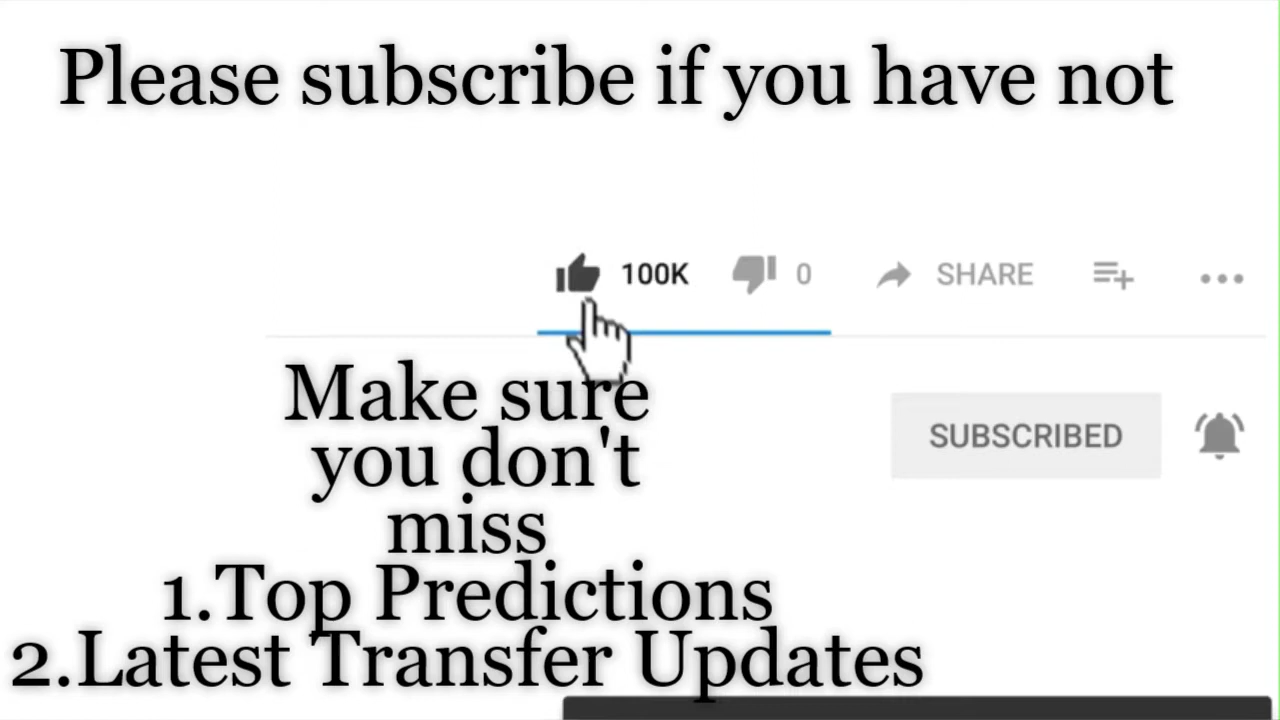 Please subscribe if you have not
100K 0 SHARE
Make sure
you don't
miss
SUBSCRIBED
1.Top Predictions
2.Latest Transfer Updates